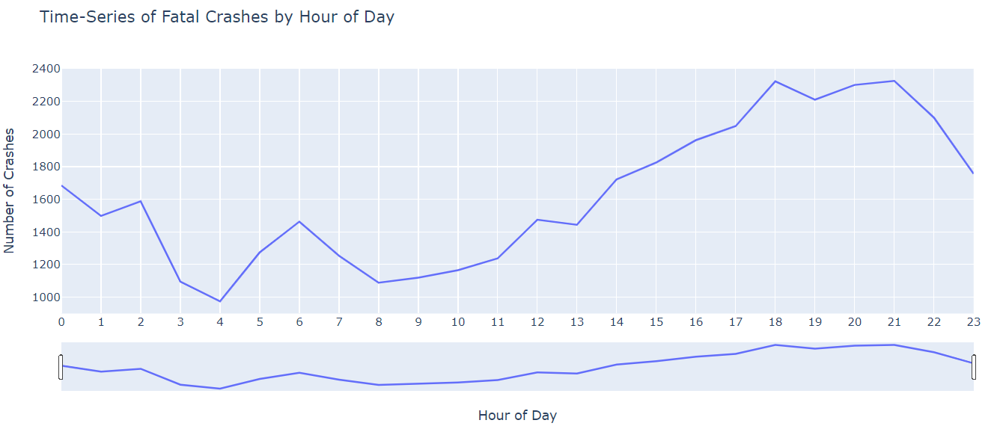 Time-Series of Fatal Crashes by Hour of Day
Number of Crashes
2400
2200
2000
1800
1600
1400
1200
1000
0 1 2 3 4 5 6 7 8 9 10 11 12 13 14 15 16 17 18 19 20 21 22 23
Hour of Day